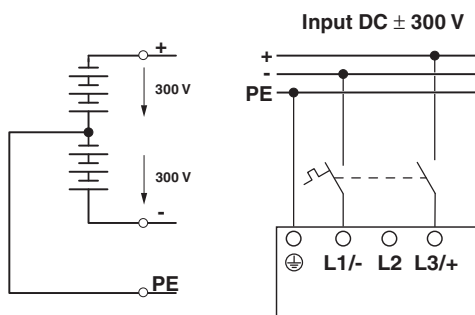 Input DC ± 300 V
+
300 V
300 V
-
PE
+
-
PE
L1/- L2 L3/+